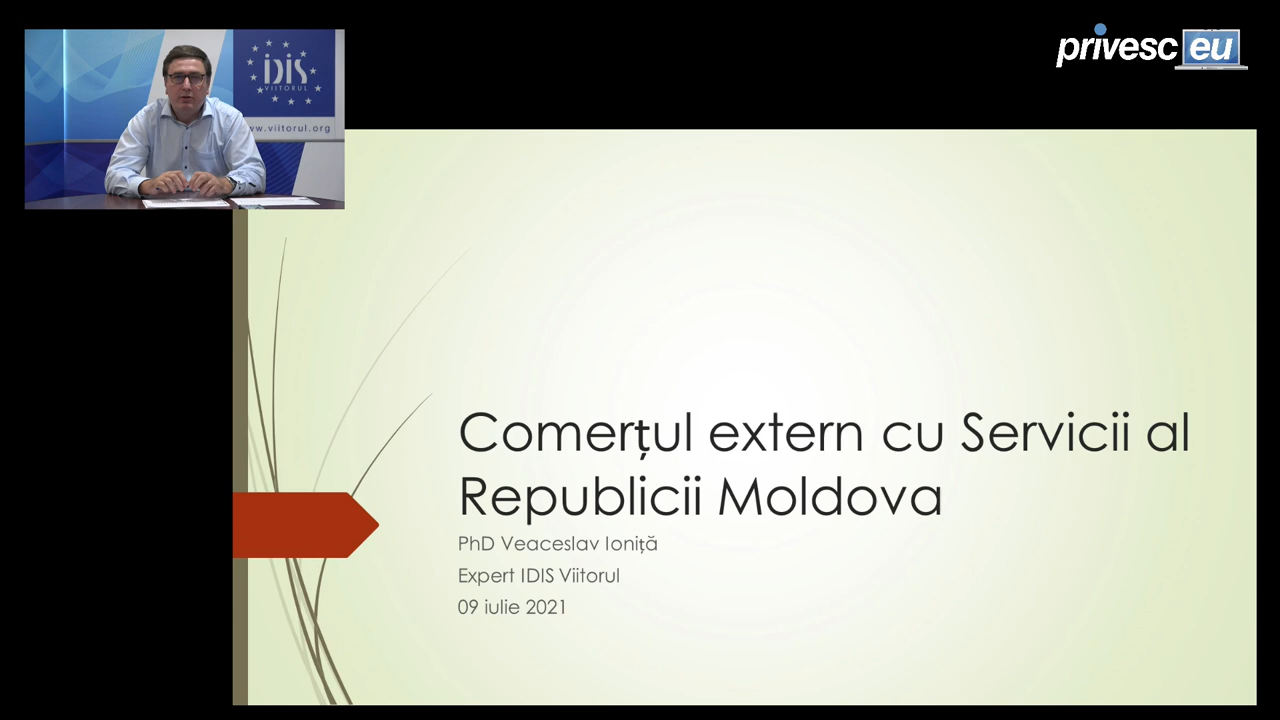 IDIS
VIITORUL
ww.viitorul.org
privesc eu
Comerțul extern cu Servicii al
Republicii Moldova
PhD Veaceslav Ioniță
Expert IDIS Viitorul
09 iulie 2021